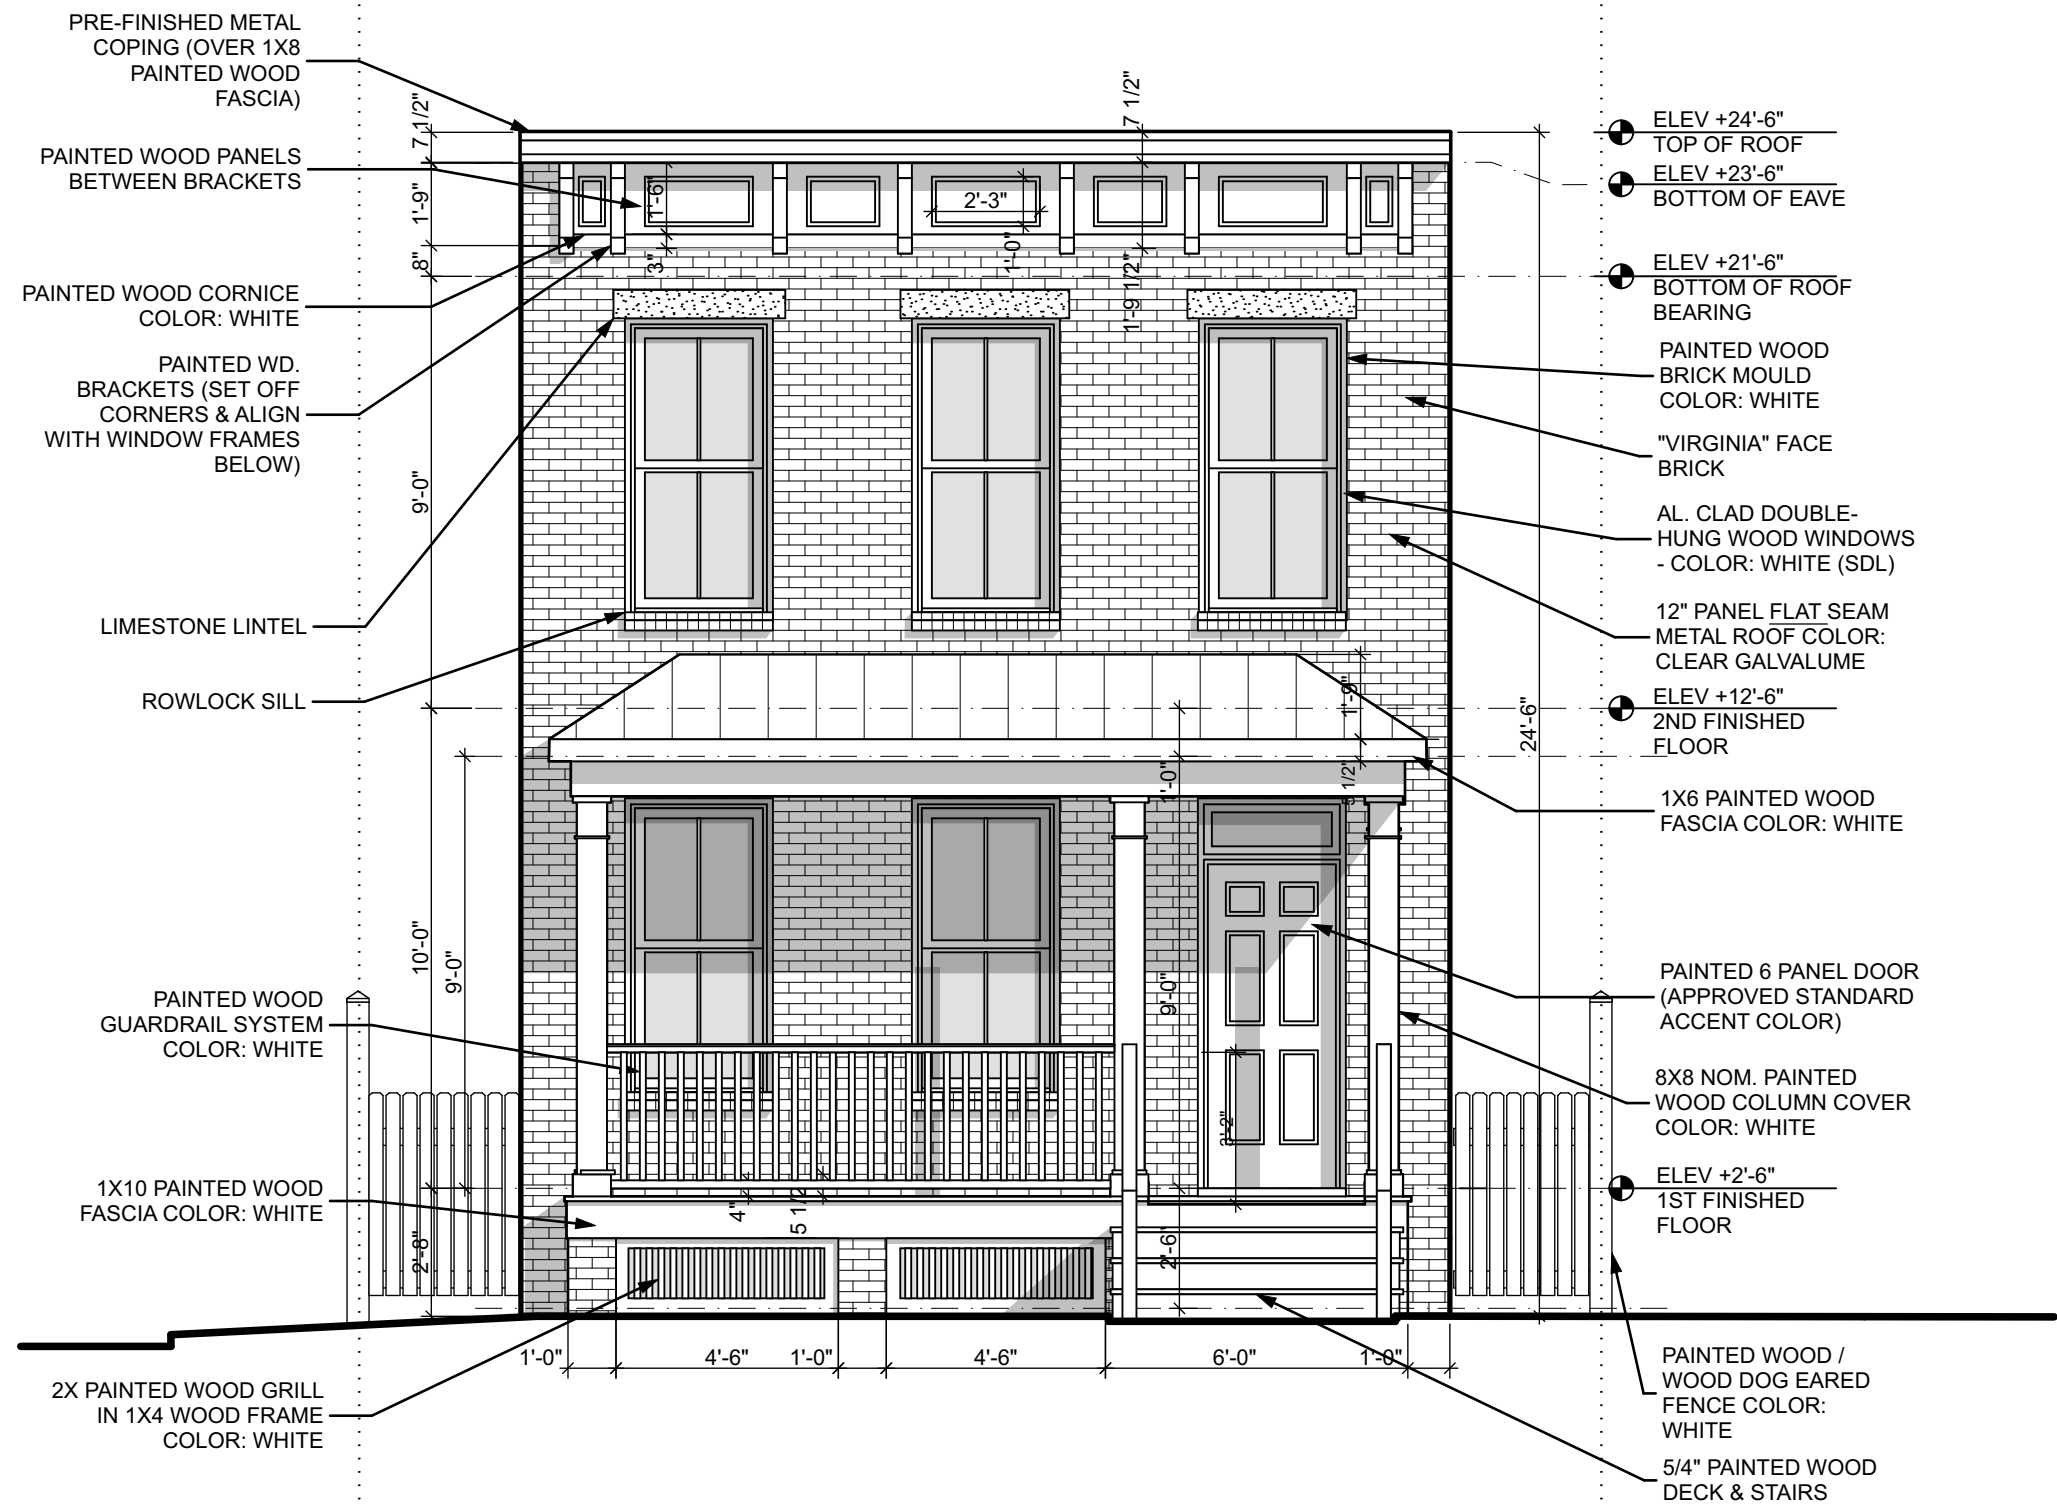 PRE-FINISHED METAL
COPING (OVER 1X8
PAINTED WOOD
FASCIA)
PAINTED WOOD PANELS
BETWEEN BRACKETS
PAINTED WOOD CORNICE
COLOR: WHITE
PAINTED WD.
BRACKETS (SET OFF
CORNERS & ALIGN
WITH WINDOW FRAMES
BELOW)
LIMESTONE LINTEL
ROWLOCK SILL
PAINTED WOOD
GUARDRAIL SYSTEM
COLOR: WHITE
1X10 PAINTED WOOD
FASCIA COLOR: WHITE
2X PAINTED WOOD GRILL
IN 1X4 WOOD FRAME
COLOR: WHITE
7 1/2"
1'-9"
8"
9'-0"
10'-0"
9'-0"
2'-8"
7 1/2"
1'-6"
3"
2'-3"
1'-0"
1'-9 1/2"
1'-9"
5 1/2"
1'-0"
9'-0"
3'-2"
2'-6"
4"
5 1/2"
24'-6"
1'-0"
4'-6"
1'-0"
4'-6"
6'-0"
1'-0"
ELEV +24'-6"
TOP OF ROOF
ELEV +23'-6"
BOTTOM OF EAVE
ELEV +21'-6"
BOTTOM OF ROOF
BEARING
PAINTED WOOD
BRICK MOULD
COLOR: WHITE
"VIRGINIA" FACE
BRICK
AL. CLAD DOUBLE-
HUNG WOOD WINDOWS
- COLOR: WHITE (SDL)
12" PANEL FLAT SEAM
METAL ROOF COLOR:
CLEAR GALVALUME
ELEV +12'-6"
2ND FINISHED
FLOOR
1X6 PAINTED WOOD
FASCIA COLOR: WHITE
PAINTED 6 PANEL DOOR
(APPROVED STANDARD
ACCENT COLOR)
8X8 NOM. PAINTED
WOOD COLUMN COVER
COLOR: WHITE
ELEV +2'-6"
1ST FINISHED
FLOOR
PAINTED WOOD /
WOOD DOG EARED
FENCE COLOR:
WHITE
5/4" PAINTED WOOD
DECK & STAIRS